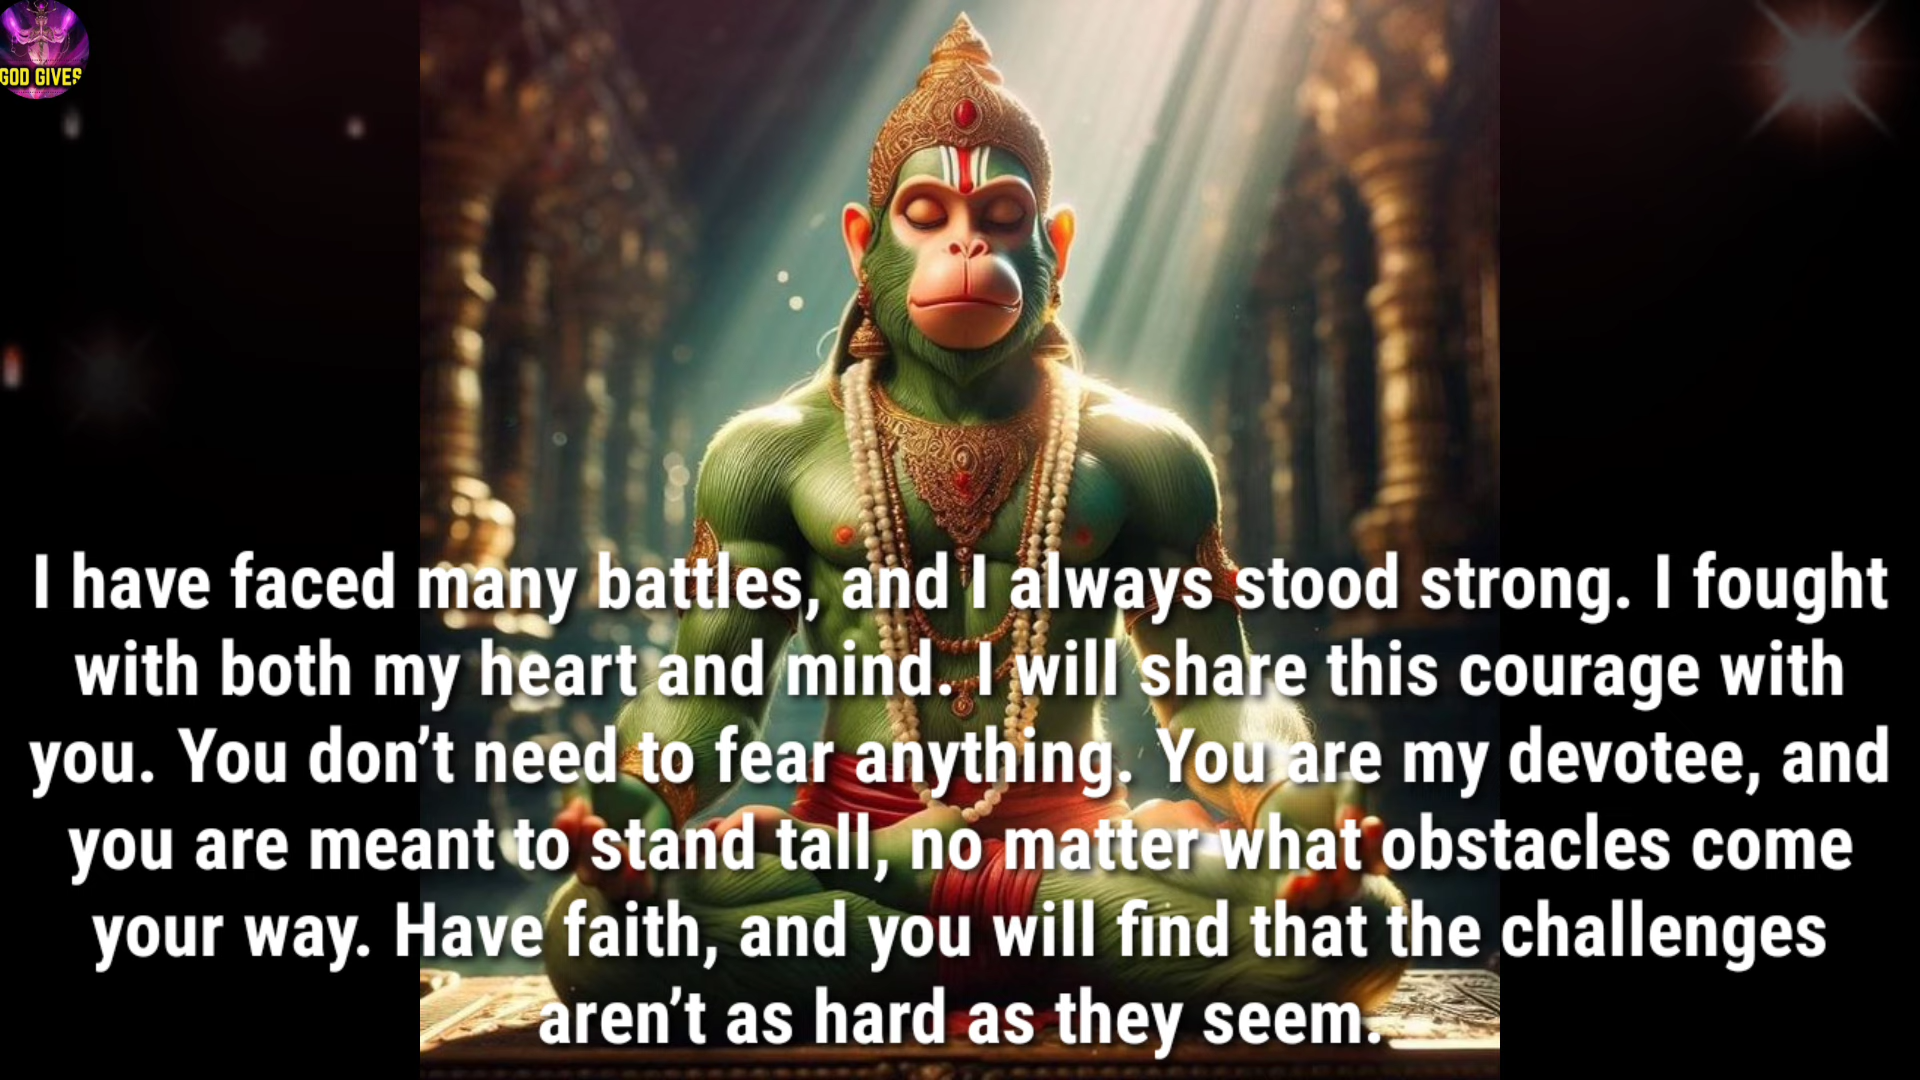 GOD GIVES
I have faced many battles, and I always stood strong. I fought
with both my heart and mind. I will share this courage with
you. You don’t need to fear anything. You are my devotee, and
you are meant to stand tall, no matter what obstacles come
your way. Have faith, and you will find that the challenges
aren’t as hard as they seem.